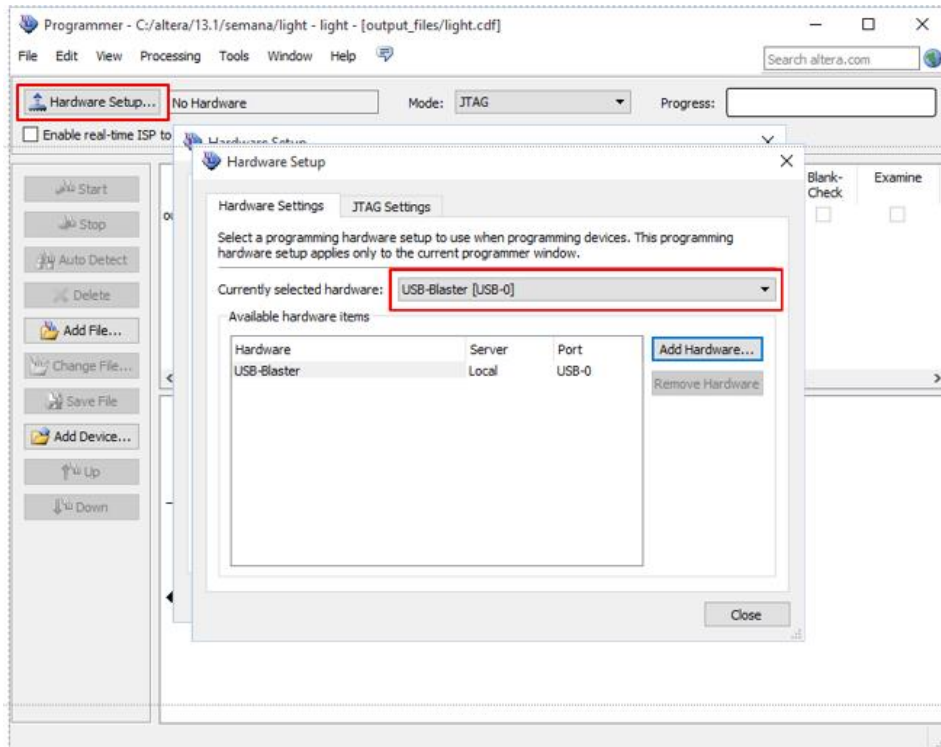 Programmer - C:/altera/13.1/semana/light - light - [output_files/light.cdf]
File Edit View Processing Tools Window Help
Search altera.com
Hardware Setup... No Hardware Mode: JTAG Progress:
Enable real-time ISP to
Hardware Setup
Hardware Setup
Start
Stop
Auto Detect
Delete
Add File...
Change File...
Save File
Add Device...
Up
Down
Blank-
Check
Examine
Hardware Settings JTAG Settings
Select a programming hardware setup to use when programming devices. This programming
hardware setup applies only to the current programmer window.
Currently selected hardware: USB-Blaster [USB-0]
Available hardware items
Hardware Server Port
USB-Blaster Local USB-0
Add Hardware...
Remove Hardware
Close